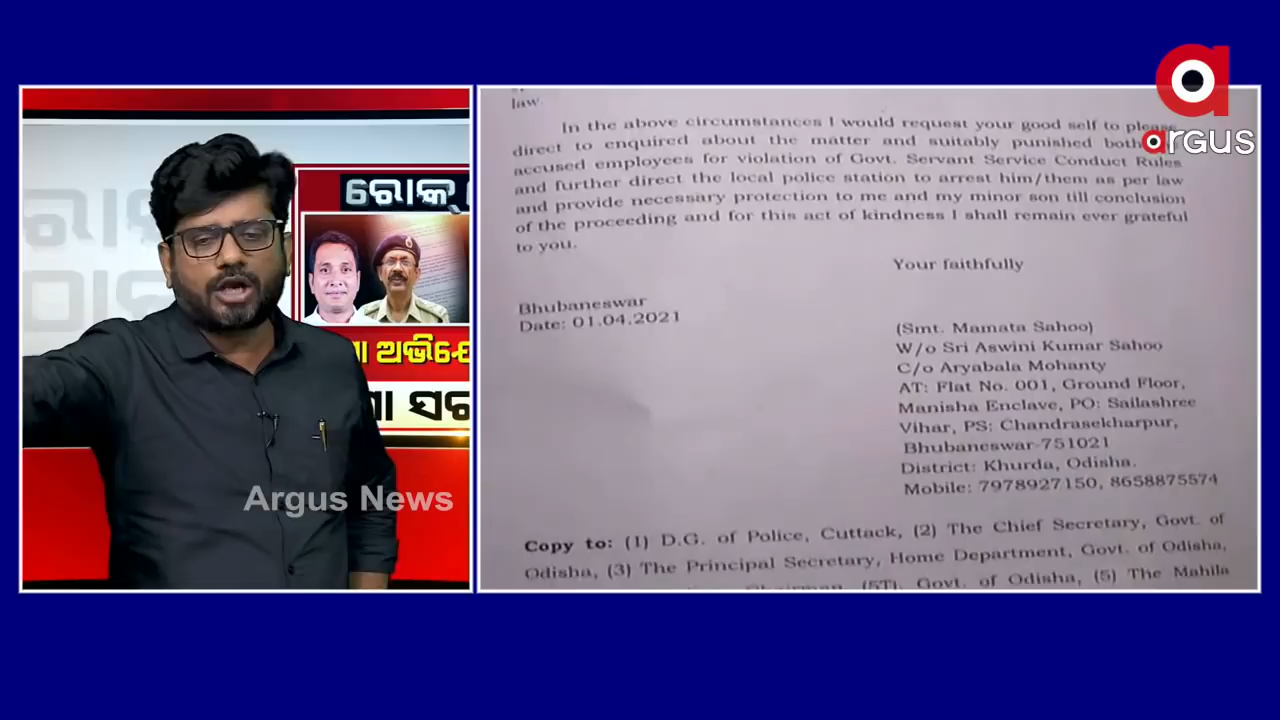 argus
ରୋକ୍
ଅଭିଯୋ
Argus News
law.
In the above circumstances I would request your good self to please
direct to enquired about the matter and suitably punished both
accused employees for violation of Govt. Servant Service Conduct Rules
and further direct the local police station to arrest him/them as per law
and provide necessary protection to me and my minor son till conclusion
of the proceeding and for this act of kindness I shall remain ever grateful
to you.
Your faithfully
Bhubaneswar
Date: 01.04.2021
(Smt. Mamata Sahoo)
W/o Sri Aswini Kumar Sahoo
C/o Aryabala Mohanty
AT: Flat No. 001, Ground Floor,
Manisha Enclave, PO: Sailashree
Vihar, PS: Chandrasekharpur,
Bhubaneswar-751021
District: Khurda, Odisha.
Mobile: 7978927150, 8658875574
Copy to: (1) D.G. of Police, Cuttack, (2) The Chief Secretary, Govt. of
Odisha, (3) The Principal Secretary, Home Department, Govt. of Odisha,
Chairman, (5T), Govt. of Odisha, (5) The Mahila